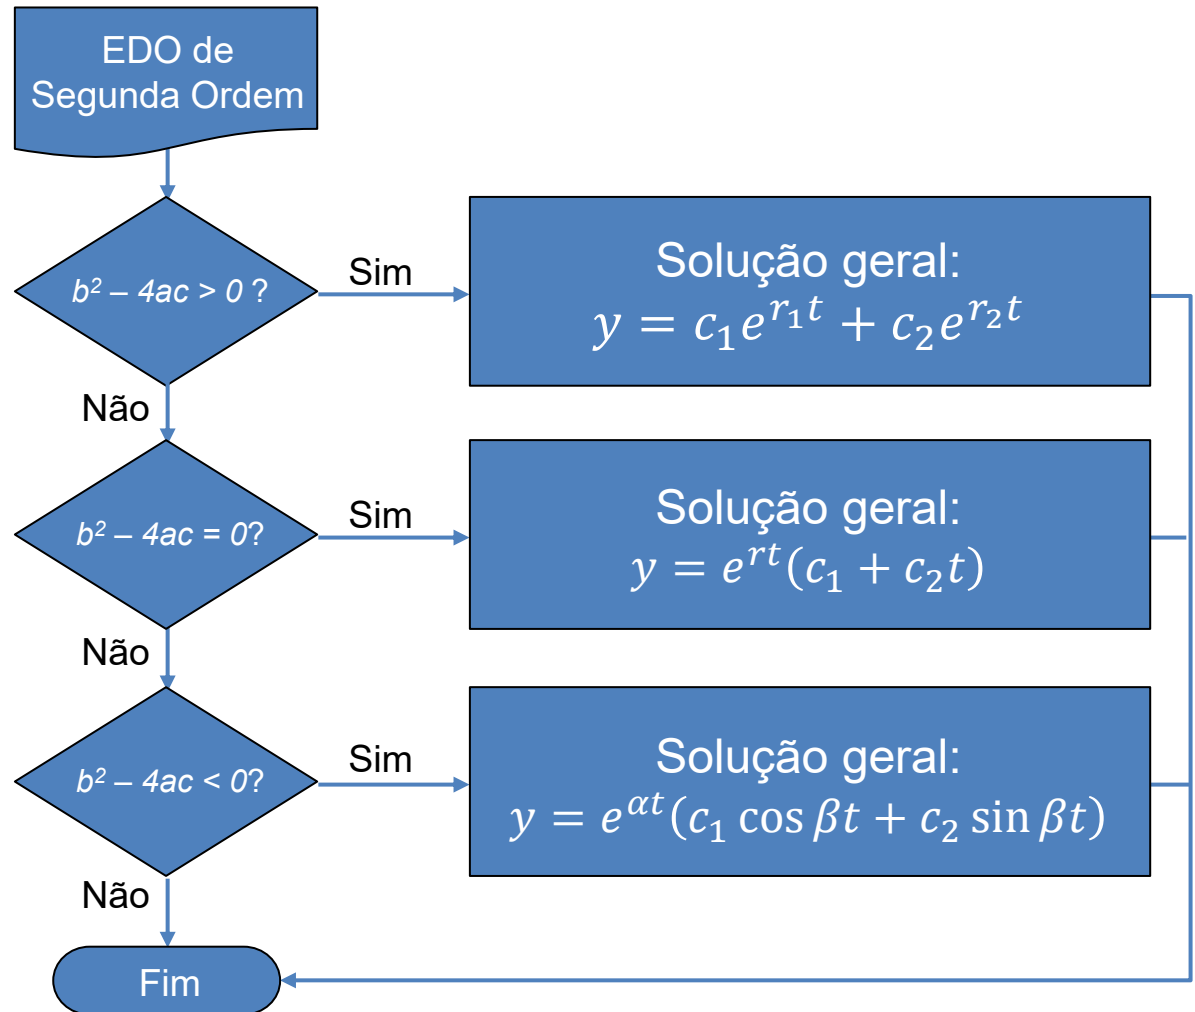 EDO de
Segunda Ordem
b² – 4ac > 0 ?
Sim
Solução geral:
y = c₁e^{r₁t} + c₂e^{r₂t}
Não
b² – 4ac = 0?
Sim
Solução geral:
y = e^{rt}(c₁ + c₂t)
Não
b² – 4ac < 0?
Sim
Solução geral:
y = e^{αt}(c₁ cos βt + c₂ sin βt)
Não
Fim